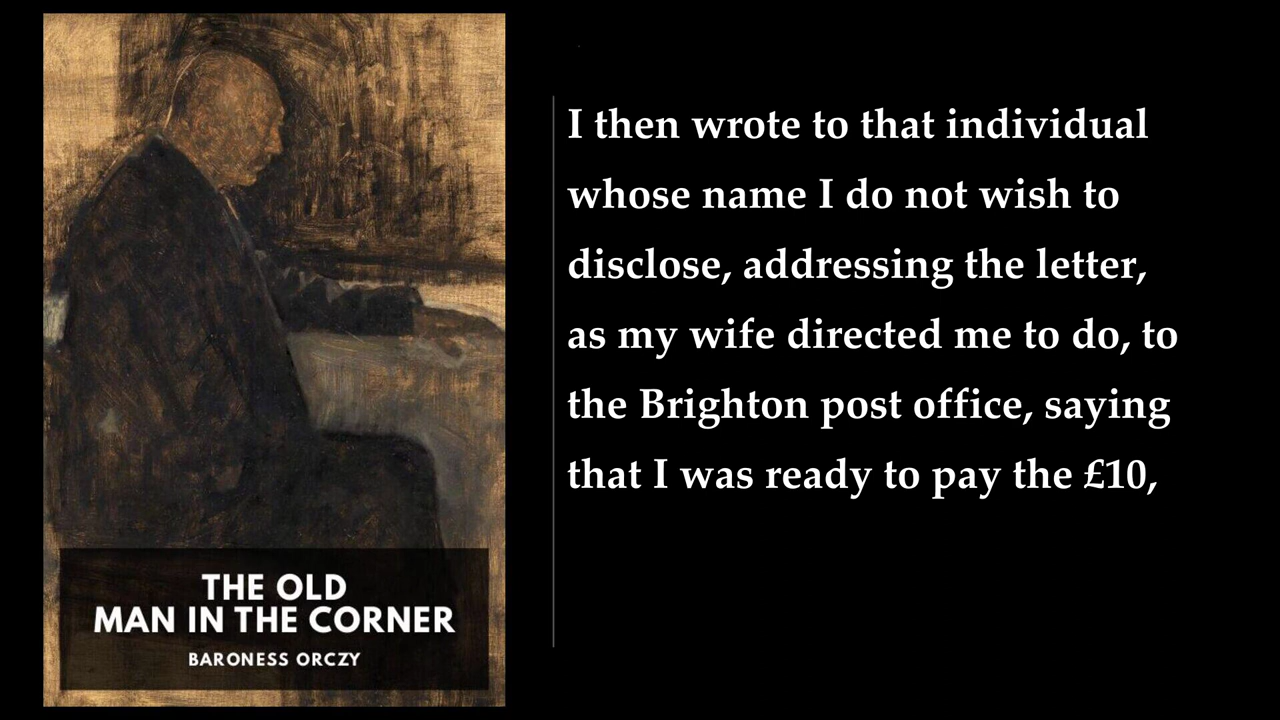 THE OLD
MAN IN THE CORNER
BARONESS ORCZY
I then wrote to that individual
whose name I do not wish to
disclose, addressing the letter,
as my wife directed me to do, to
the Brighton post office, saying
that I was ready to pay the £10,